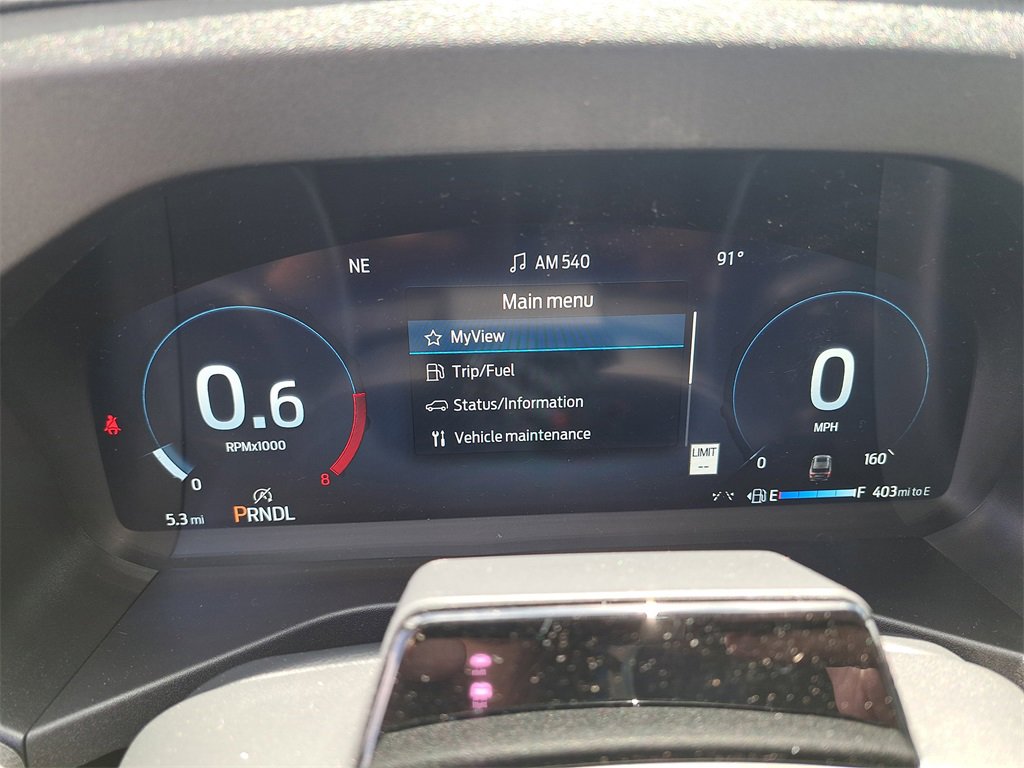 NE
AM 540
91°
Main menu
MyView
Trip/Fuel
Status/Information
Vehicle maintenance
0.6
RPMx1000
0
8
5.3 mi
PRNDL
0
MPH
LIMIT
--
0
160
E
F
403 mi to E